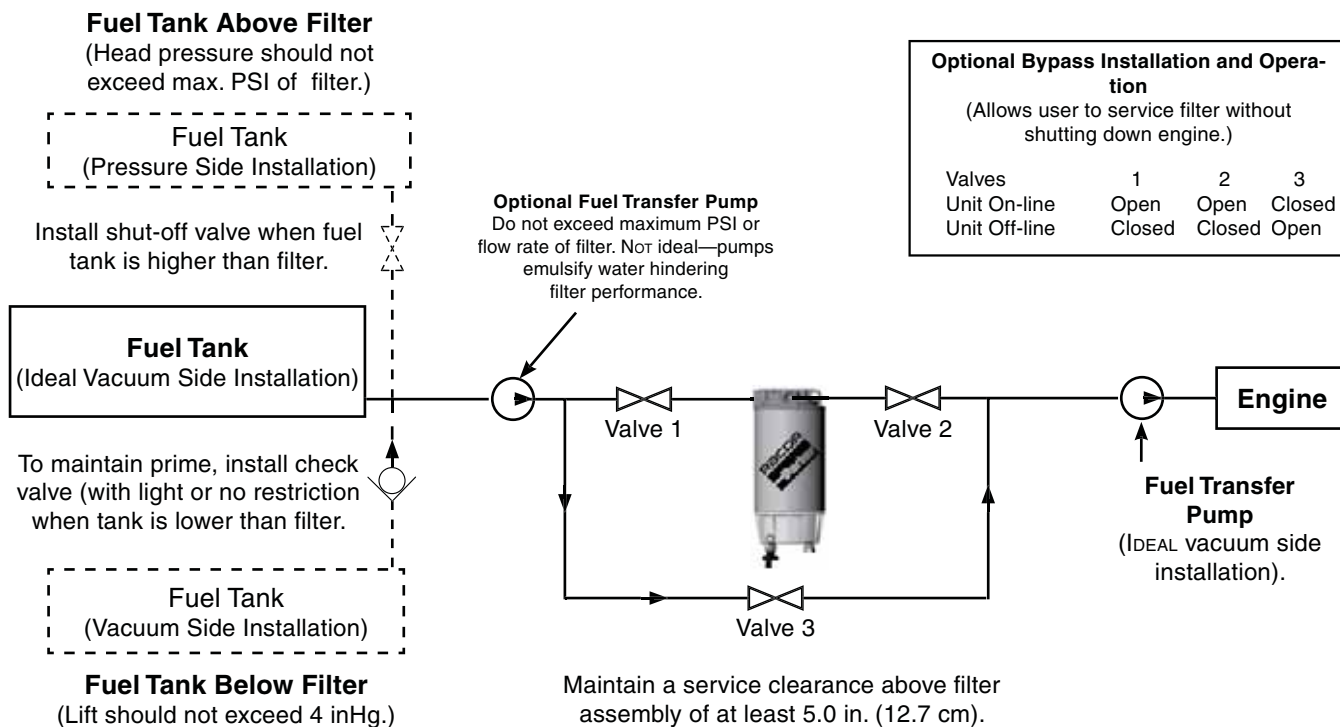 Fuel Tank Above Filter
(Head pressure should not
exceed max. PSI of filter.)
Fuel Tank
(Pressure Side Installation)
Install shut-off valve when fuel
tank is higher than filter.
Fuel Tank
(Ideal Vacuum Side Installation)
To maintain prime, install check
valve (with light or no restriction
when tank is lower than filter.
Fuel Tank
(Vacuum Side Installation)
Fuel Tank Below Filter
(Lift should not exceed 4 inHg.)
Optional Fuel Transfer Pump
Do not exceed maximum PSI or
flow rate of filter. NOT ideal—pumps
emulsify water hindering
filter performance.
Valve 1
RACOR
Valve 2
Valve 3
Maintain a service clearance above filter
assembly of at least 5.0 in. (12.7 cm).
Optional Bypass Installation and Opera-
tion
(Allows user to service filter without
shutting down engine.)
Valves 1 2 3
Unit On-line Open Open Closed
Unit Off-line Closed Closed Open
Engine
Fuel Transfer
Pump
(IDEAL vacuum side
installation).